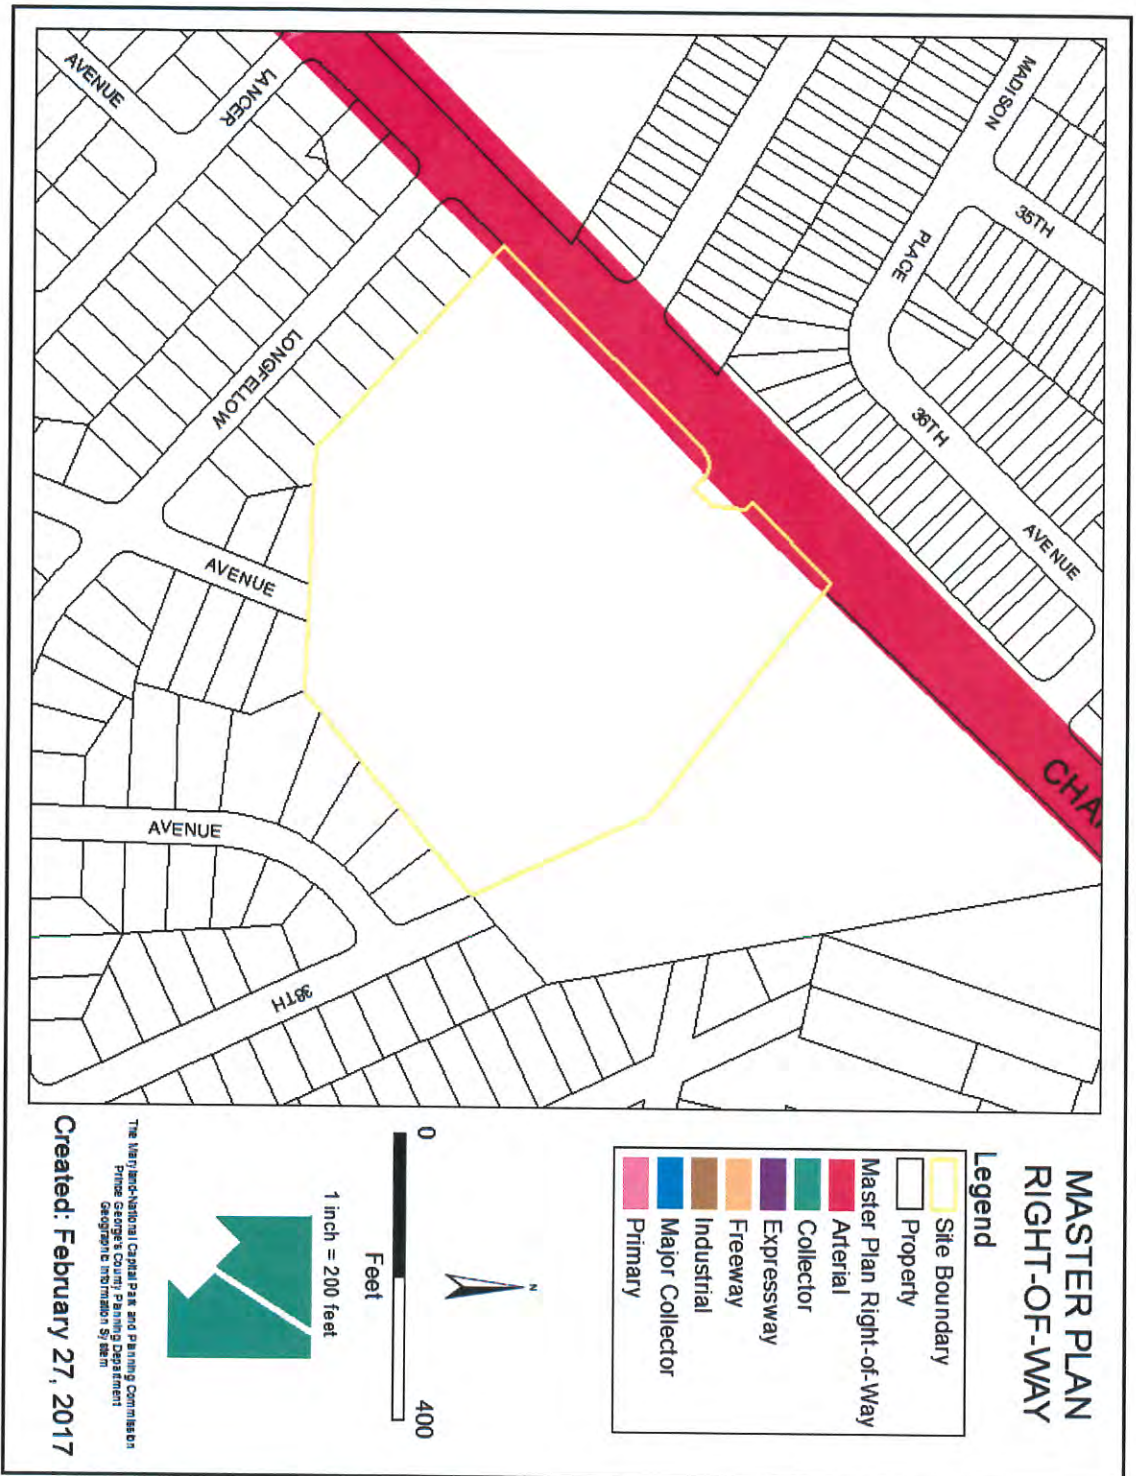 MASTER PLAN
RIGHT-OF-WAY
Legend
Site Boundary
Property
Master Plan Right-of-Way
Arterial
Collector
Expressway
Freeway
Industrial
Major Collector
Primary
N
Feet
0
400
1 inch = 200 feet
The Maryland-National Capital Park and Planning Commission
Prince George's County Planning Department
Geographic Information System
Created: February 27, 2017
MADISON
35TH
PLACE
36TH
AVENUE
CHA
AVENUE
LANCER
LONGFELLOW
AVENUE
AVENUE
38TH